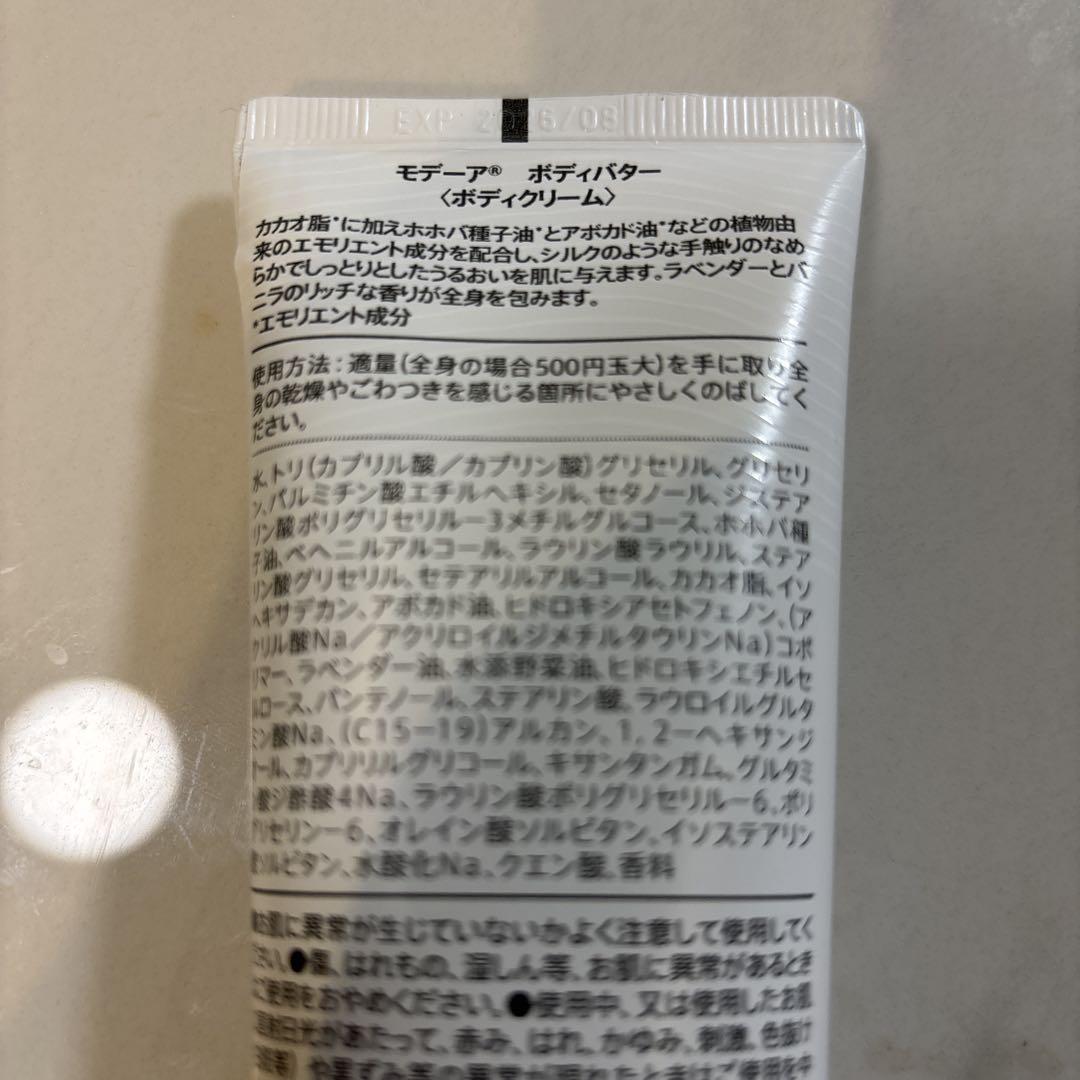 EXP 2026/08
モデーア® ボディバター
〈ボディクリーム〉
カカオ脂*に加えホホバ種子油*とアボカド油*などの植物由
来のエモリエント成分を配合し、シルクのような手触りのなめ
らかでしっとりとしたうるおいを肌に与えます。ラベンダーとバ
ニラのリッチな香りが全身を包みます。
*エモリエント成分
使用方法:適量(全身の場合500円玉大)を手に取り全
身の乾燥やごわつきを感じる箇所にやさしくのばしてく
ださい。
水、トリ(カプリル酸/カプリン酸)グリセリル、グリセリ
ン、パルミチン酸エチルヘキシル、セタノール、ジステア
リン酸ポリグリセリル-3メチルグルコース、ホホバ種
子油、ベヘニルアルコール、ラウリン酸ラウリル、ステア
リン酸グリセリル、セテアリルアルコール、カカオ脂、イソ
ヘキサデカン、アボカド油、ヒドロキシアセトフェノン、(ア
クリル酸Na/アクリロイルジメチルタウリンNa)コポ
リマー、ラベンダー油、水添野菜油、ヒドロキシエチルセ
ルロース、パンテノール、ステアリン酸、ラウロイルグルタ
ミン酸Na、(C15-19)アルカン、1,2-ヘキサンジ
オール、カプリリルグリコール、キサンタンガム、グルタミ
ン酸ジ酢酸4Na、ラウリン酸ポリグリセリル-6、ポリ
グリセリン-6、オレイン酸ソルビタン、イソステアリン
酸ソルビタン、水酸化Na、クエン酸、香料
お肌に異常が生じていないかよく注意して使用してく
ださい。●傷、はれもの、湿しん等、お肌に異常があるとき
ご使用をおやめください。●使用中、又は使用したお肌
直射日光があたって、赤み、はれ、かゆみ、刺激、色抜け
や黒ずみ等の異常が現れたときはご使用を中